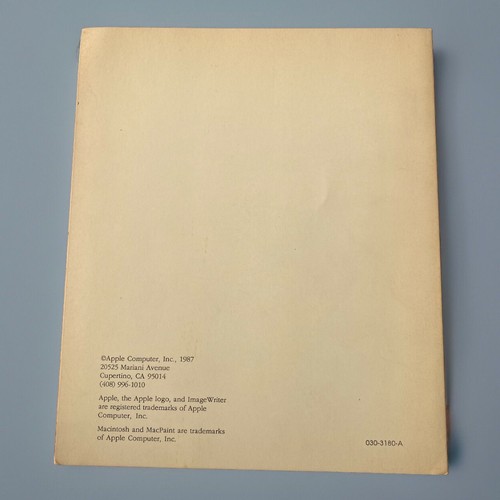 ©Apple Computer, Inc., 1987
20525 Mariani Avenue
Cupertino, CA 95014
(408) 996-1010
Apple, the Apple logo, and ImageWriter
are registered trademarks of Apple
Computer, Inc.
Macintosh and MacPaint are trademarks
of Apple Computer, Inc.
030-3180-A